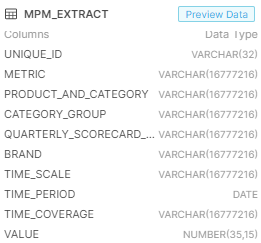 MPM_EXTRACT Preview Data
Columns Data Type
UNIQUE_ID VARCHAR(32)
METRIC VARCHAR(16777216)
PRODUCT_AND_CATEGORY VARCHAR(16777216)
CATEGORY_GROUP VARCHAR(16777216)
QUARTERLY_SCORECARD_... VARCHAR(16777216)
BRAND VARCHAR(16777216)
TIME_SCALE VARCHAR(16777216)
TIME_PERIOD DATE
TIME_COVERAGE VARCHAR(16777216)
VALUE NUMBER(35,15)